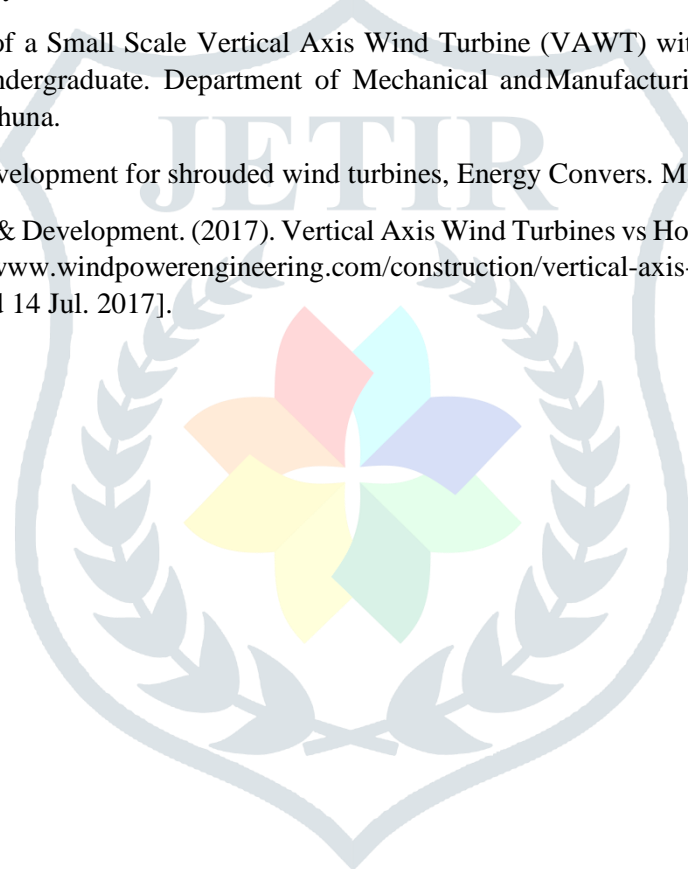 of a Small Scale Vertical Axis Wind Turbine (VAWT) wit
ndergraduate. Department of Mechanical andManufacturi
huna.
velopment for shrouded wind turbines, Energy Convers. M
& Development. (2017). Vertical Axis Wind Turbines vs Ho
www.windpowerengineering.com/construction/vertical-axis-
14 Jul. 2017].
JETIR